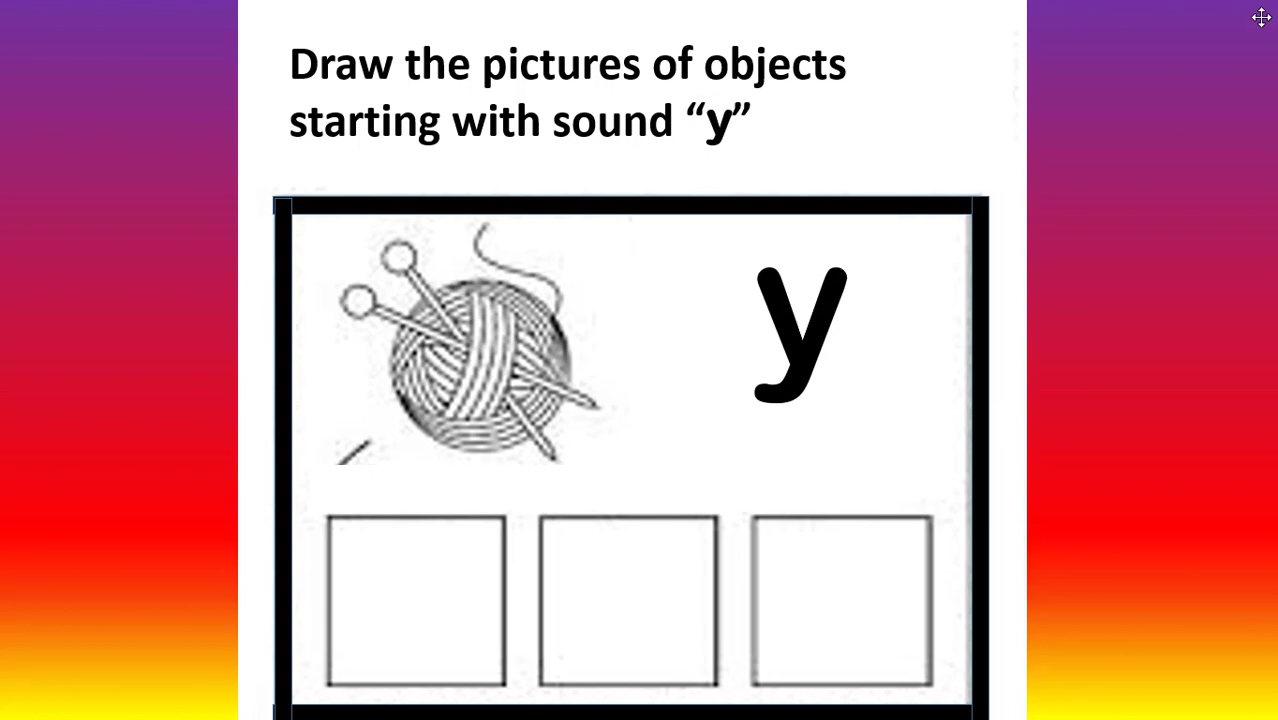 Draw the pictures of objects
starting with sound “y”
y